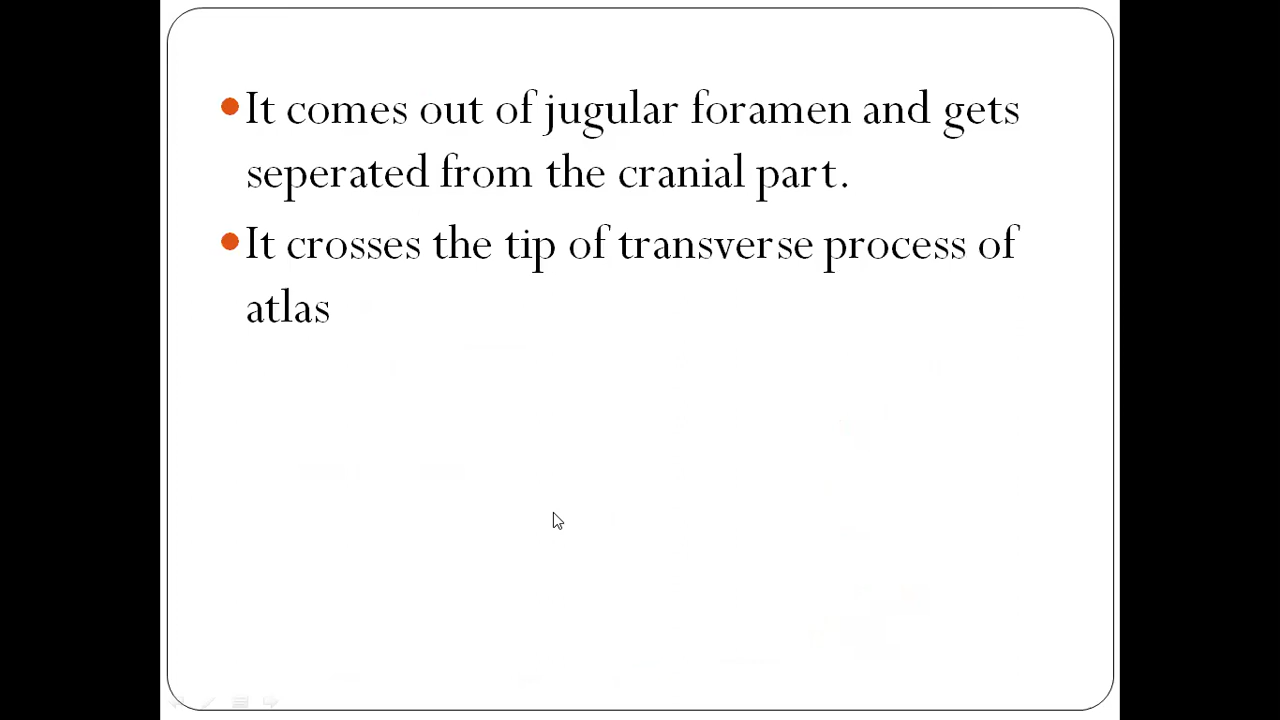 It comes out of jugular foramen and gets
seperated from the cranial part.
It crosses the tip of transverse process of
atlas